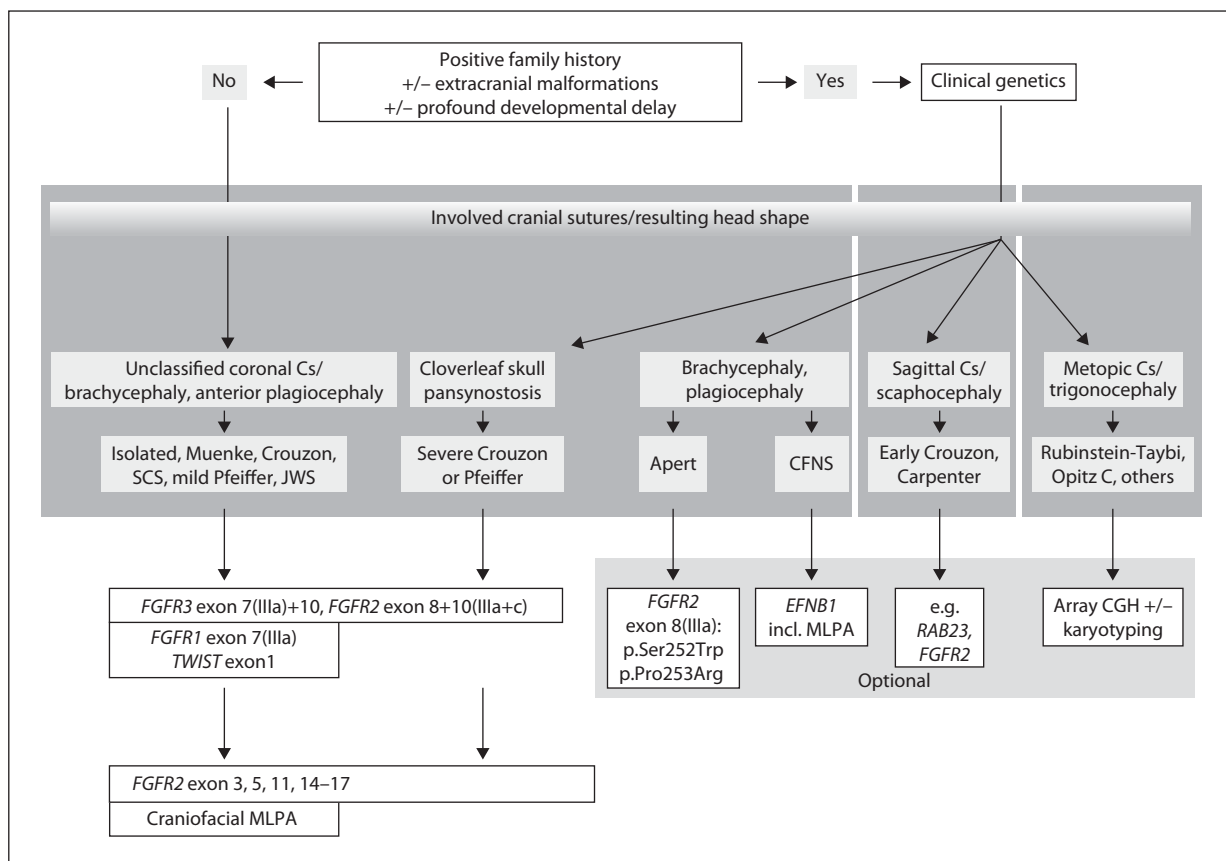 Positive family history
+/– extracranial malformations
+/– profound developmental delay
No
Yes
Clinical genetics
Involved cranial sutures/resulting head shape
Unclassified coronal Cs/
brachycephaly, anterior plagiocephaly
Cloverleaf skull
pansynostosis
Brachycephaly,
plagiocephaly
Sagittal Cs/
scaphocephaly
Metopic Cs/
trigonocephaly
Isolated, Muenke, Crouzon,
SCS, mild Pfeiffer, JWS
Severe Crouzon
or Pfeiffer
Apert
CFNS
Early Crouzon,
Carpenter
Rubinstein-Taybi,
Opitz C, others
FGFR3 exon 7(IIIa)+10, FGFR2 exon 8+10(IIIa+c)
FGFR1 exon 7(IIIa)
TWIST exon1
FGFR2
exon 8(IIIa):
p.Ser252Trp
p.Pro253Arg
EFNB1
incl. MLPA
e.g.
RAB23,
FGFR2
Array CGH +/–
karyotyping
Optional
FGFR2 exon 3, 5, 11, 14–17
Craniofacial MLPA